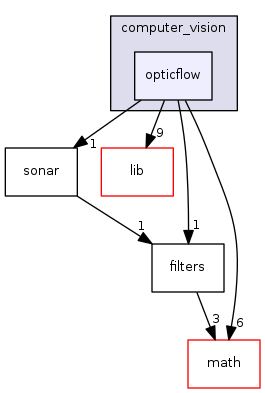 computer_vision
opticflow
1
9
sonar
lib
1
1
filters
3
6
math